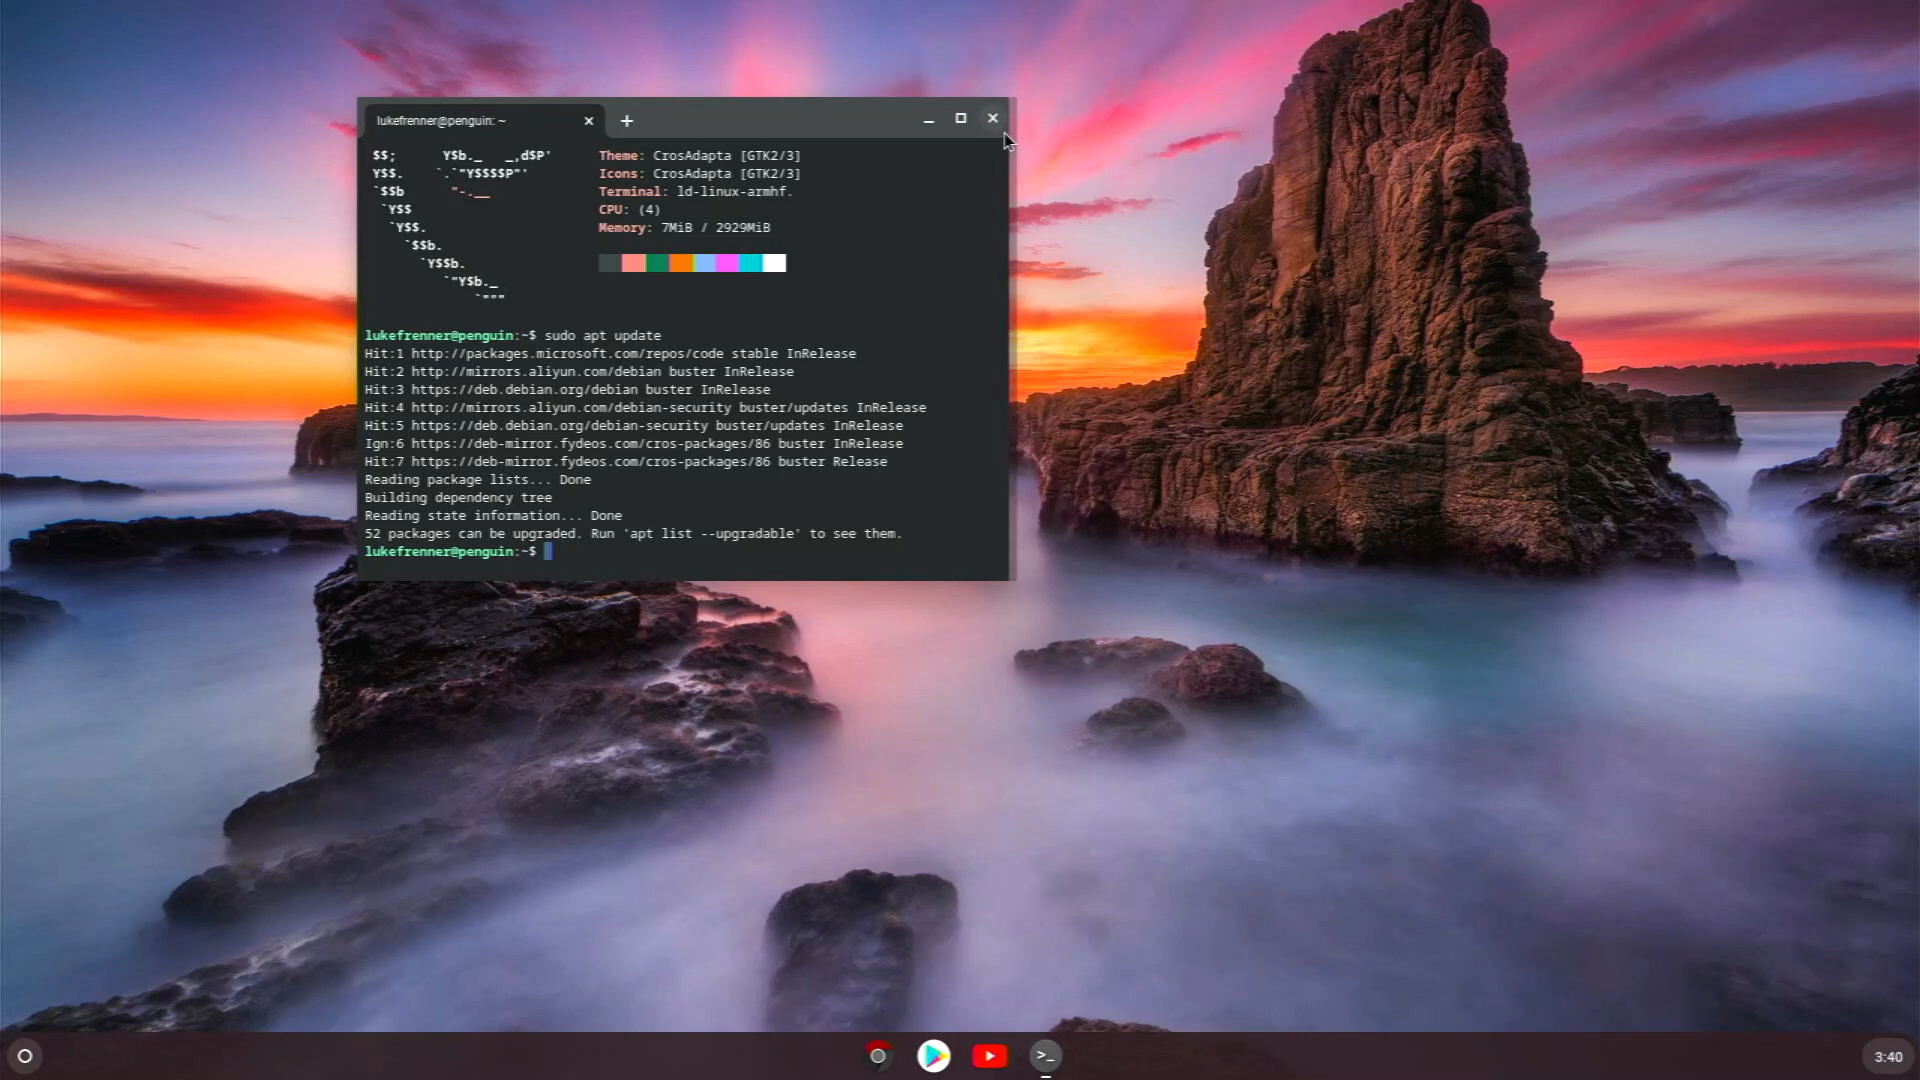 lukefrenner@penguin: ~
$$;      Y$b._   _,d$P'
Theme: CrosAdapta [GTK2/3]
Y$$.    `.`"Y$$$$P"'
Icons: CrosAdapta [GTK2/3]
`$$b      "-.__
Terminal: ld-linux-armhf.
`Y$$
CPU: (4)
`Y$$.
Memory: 7MiB / 2929MiB
`$$b.
`Y$$b.
`"Y$b._
`"""
lukefrenner@penguin:~$ sudo apt update
Hit:1 http://packages.microsoft.com/repos/code stable InRelease
Hit:2 http://mirrors.aliyun.com/debian buster InRelease
Hit:3 https://deb.debian.org/debian buster InRelease
Hit:4 http://mirrors.aliyun.com/debian-security buster/updates InRelease
Hit:5 https://deb.debian.org/debian-security buster/updates InRelease
Ign:6 https://deb-mirror.fydeos.com/cros-packages/86 buster InRelease
Hit:7 https://deb-mirror.fydeos.com/cros-packages/86 buster Release
Reading package lists... Done
Building dependency tree
Reading state information... Done
52 packages can be upgraded. Run 'apt list --upgradable' to see them.
lukefrenner@penguin:~$
>_
3:40